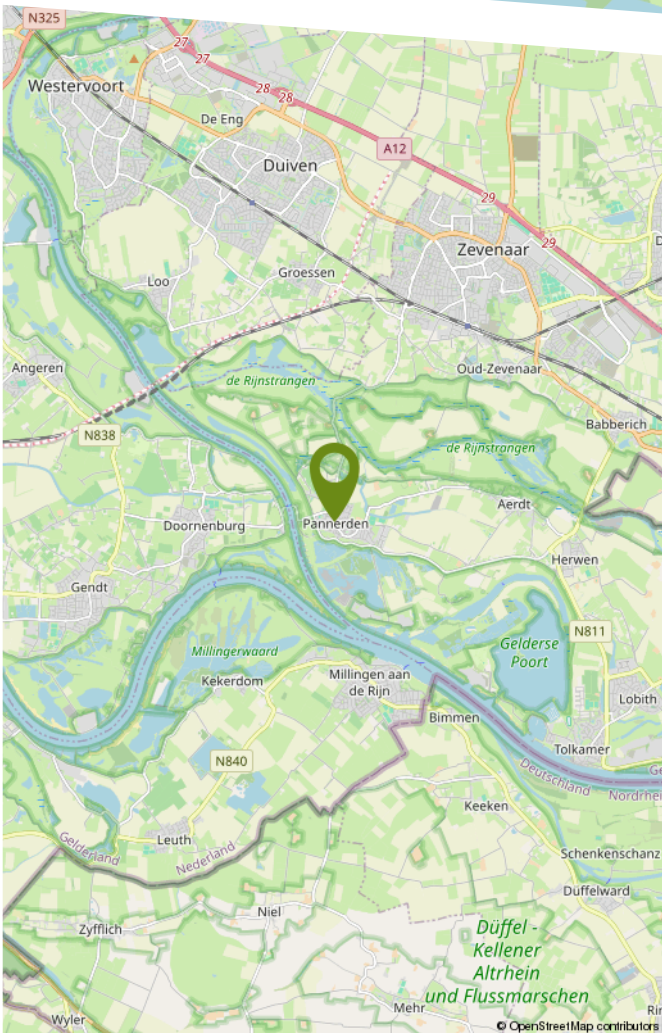 N325
27
27
Westervoort
28
28
De Eng
A12
Duiven
29
Zevenaar
29
Groessen
Loo
Angeren
de Rijnstrangen
Oud-Zevenaar
Babberich
N838
de Rijnstrangen
Aerdt
Pannerden
Doornenburg
Herwen
Gendt
N811
Gelderse
Poort
Millingerwaard
Kekerdom
Millingen aan
de Rijn
Lobith
Bimmen
Tolkamer
N840
Deutschland
Nordrhe
Keeken
Gelderland
Leuth
Nederland
Schenkenschanz
Düffelward
Niel
Zyfflich
Düffel -
Kellener
Altrhein
und Flussmarschen
Mehr
Wyler
© OpenStreetMap contributors